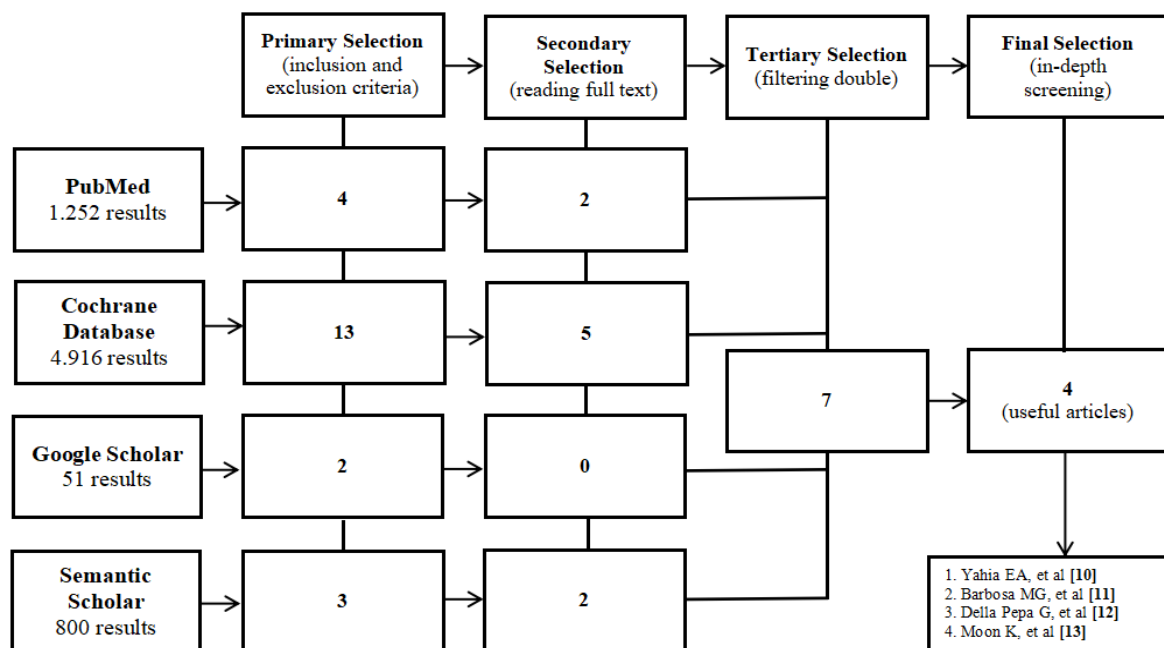 Primary Selection
(inclusion and
exclusion criteria)
Secondary
Selection
(reading full text)
Tertiary Selection
(filtering double)
Final Selection
(in-depth
screening)
PubMed
1.252 results
4
2
Cochrane
Database
4.916 results
13
5
7
4
(useful articles)
Google Scholar
51 results
2
0
Semantic
Scholar
800 results
3
2
1. Yahia EA, et al [10]
2. Barbosa MG, et al [11]
3. Della Pepa G, et al [12]
4. Moon K, et al [13]